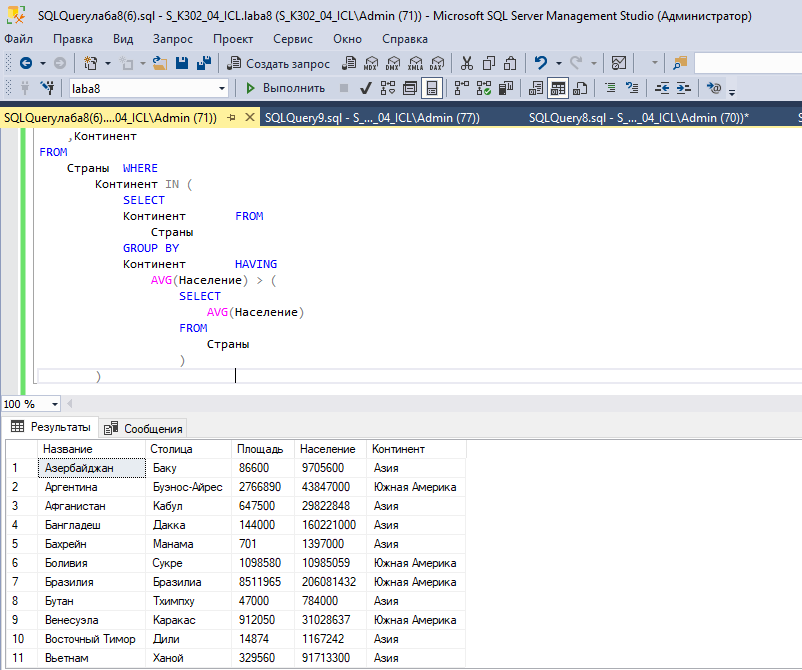 SQLQueryлаба8(6).sql - S_K302_04_ICL.laba8 (S_K302_04_ICL\Admin (71)) - Microsoft SQL Server Management Studio (Администратор)
Файл Правка Вид Запрос Проект Сервис Окно Справка
Создать запрос MDX DMX XMLA DAX
laba8 Выполнить
SQLQueryлаба8(6)....04_ICL\Admin (71)) SQLQuery9.sql - S_..._04_ICL\Admin (77)) SQLQuery8.sql - S_..._04_ICL\Admin (70))* S
,Континент
FROM
Страны WHERE
Континент IN (
SELECT
Континент FROM
Страны
GROUP BY
Континент HAVING
AVG(Население) > (
SELECT
AVG(Население)
FROM
Страны
)
)
100 %
Результаты Сообщения
Название Столица Площадь Население Континент
1 Азербайджан Баку 86600 9705600 Азия
2 Аргентина Буэнос-Айрес 2766890 43847000 Южная Америка
3 Афганистан Кабул 647500 29822848 Азия
4 Бангладеш Дакка 144000 160221000 Азия
5 Бахрейн Манама 701 1397000 Азия
6 Боливия Сукре 1098580 10985059 Южная Америка
7 Бразилия Бразилиа 8511965 206081432 Южная Америка
8 Бутан Тхимпху 47000 784000 Азия
9 Венесуэла Каракас 912050 31028637 Южная Америка
10 Восточный Тимор Дили 14874 1167242 Азия
11 Вьетнам Ханой 329560 91713300 Азия